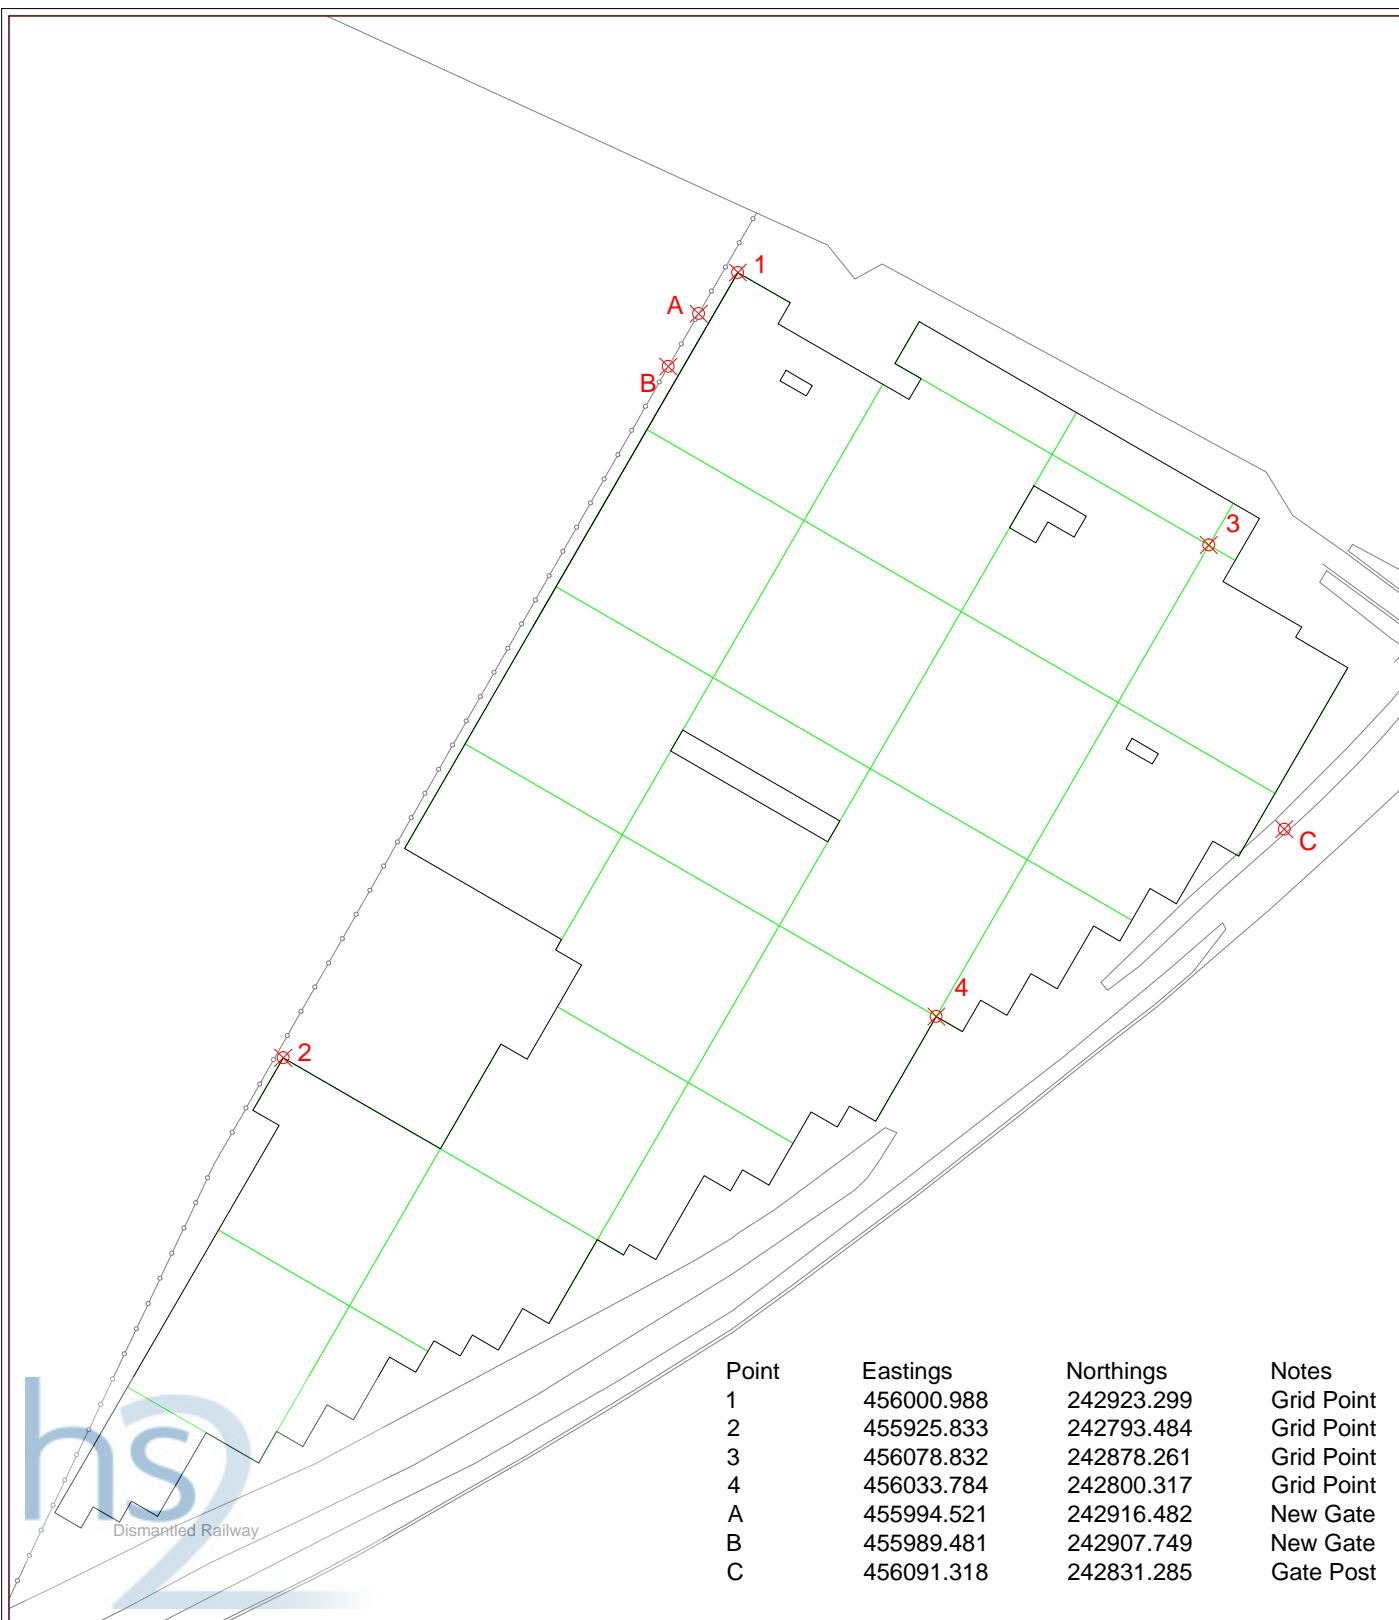 1
A
B
3
C
4
2
Point Eastings Northings Notes
1 456000.988 242923.299 Grid Point
2 455925.833 242793.484 Grid Point
3 456078.832 242878.261 Grid Point
4 456033.784 242800.317 Grid Point
A 455994.521 242916.482 New Gate
B 455989.481 242907.749 New Gate
C 456091.318 242831.285 Gate Post
hs2
Dismantled Railway